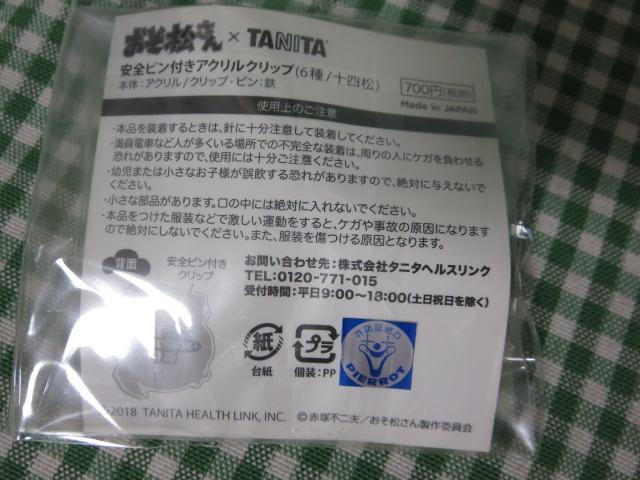 おそ松さん × TANITA
安全ピン付きアクリルクリップ(6種/十四松)
本体:アクリル/クリップ・ピン:鉄
700円(税別)
Made in JAPAN
使用上のご注意
・本品を装着するときは、針に十分注意して装着してください。
・満員電車など人が多くいる場所での不完全な装着は、周りの人にケガを負わせる
恐れがありますので、使用には十分ご注意ください。
・幼児または小さなお子様が誤飲する恐れがありますので、絶対に与えないで
ください。
・小さな部品があります。口の中には絶対に入れないでください。
・本品をつけた服装などで激しい運動をすると、ケガや事故の原因になります
ので絶対にしないでください。また、服装を傷つける原因となります。
背面
安全ピン付き
クリップ
お問い合わせ先:株式会社タニタヘルスリンク
TEL:0120-771-015
受付時間:平日9:00~18:00(土日祝日を除く)
紙
台紙
プラ
個装:PP
許諾証紙
PIERROT
©2018 TANITA HEALTH LINK, INC. ©赤塚不二夫/おそ松さん製作委員会